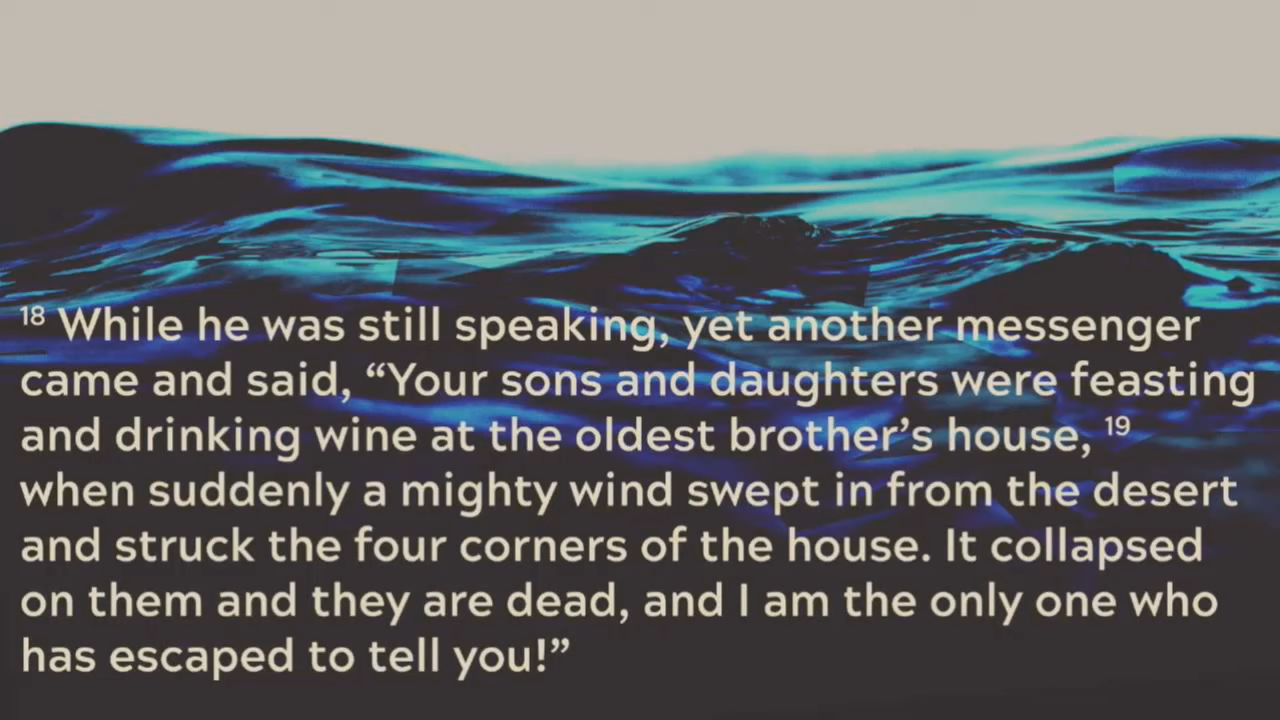 ¹⁸ While he was still speaking, yet another messenger
came and said, “Your sons and daughters were feasting
and drinking wine at the oldest brother’s house, ¹⁹
when suddenly a mighty wind swept in from the desert
and struck the four corners of the house. It collapsed
on them and they are dead, and I am the only one who
has escaped to tell you!”